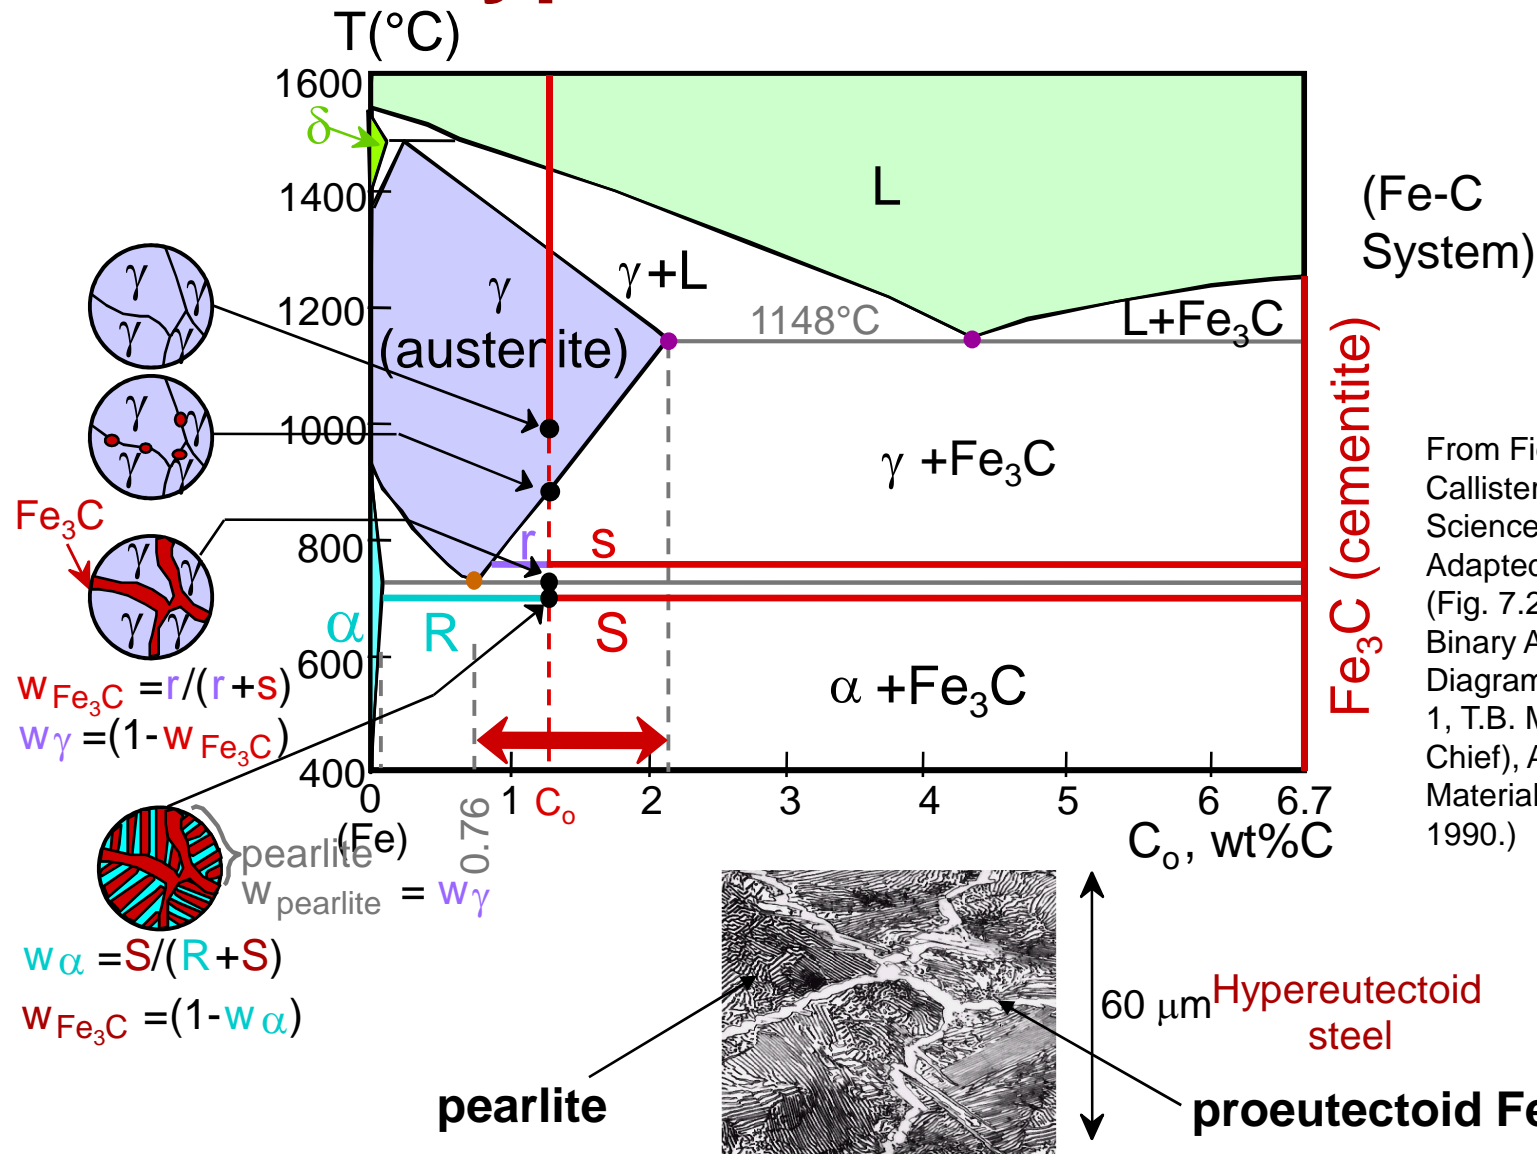 T(°C)
1600
δ
1400
L
(Fe-C
System)
γ
γ
γ
γ
γ+L
1200
1148°C
L+Fe3C
(austenite)
γ
γ
γ
1000
γ +Fe3C
Fe3C (cementite)
Callister
Science
Adapted
(Fig. 7.2
Binary A
Diagram
1, T.B. M
Chief), A
Material
1990.)
Fe3C
800
r
s
γ
γ
γ
α
R
S
600
α +Fe3C
wFe3C =r/(r+s)
wγ =(1-wFe3C)
400
0
1
Co
2
3
4
5
6
6.7
(Fe)
0.76
Co, wt%C
pearlite
wpearlite = wγ
wα =S/(R+S)
wFe3C =(1-wα)
60 μm
Hypereutectoid
steel
pearlite
proeutectoid Fe